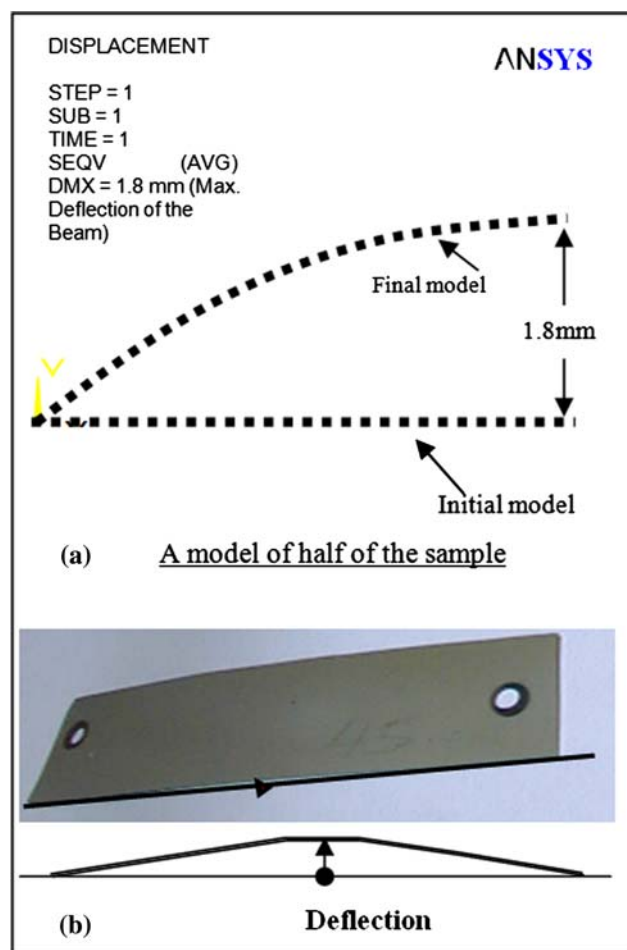 DISPLACEMENT
ANSYS
STEP = 1
SUB = 1
TIME = 1
SEQV (AVG)
DMX = 1.8 mm (Max.
Deflection of the
Beam)
Final model
1.8mm
Initial model
(a) A model of half of the sample
45
(b) Deflection